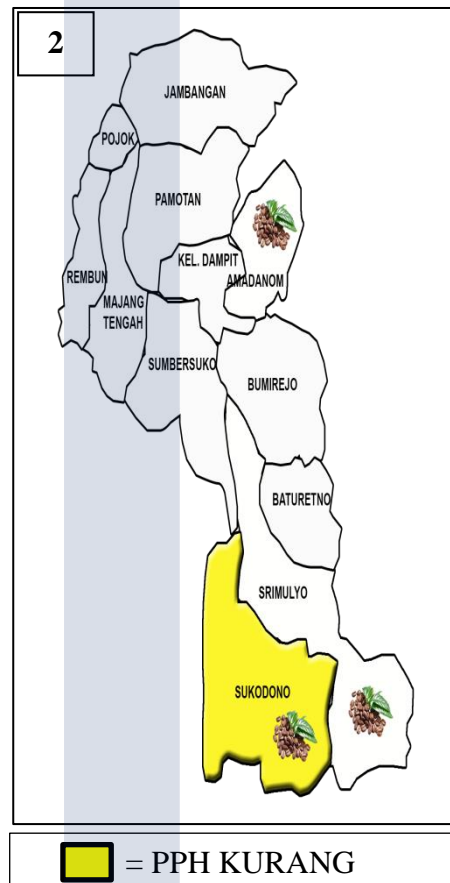 2
JAMBANGAN
POJOK
PAMOTAN
KEL. DAMPIT
REMBUN
AMADANOM
MAJANG
TENGAH
SUMBERSUKO
BUMIREJO
BATURETNO
SRIMULYO
SUKODONO
= PPH KURANG